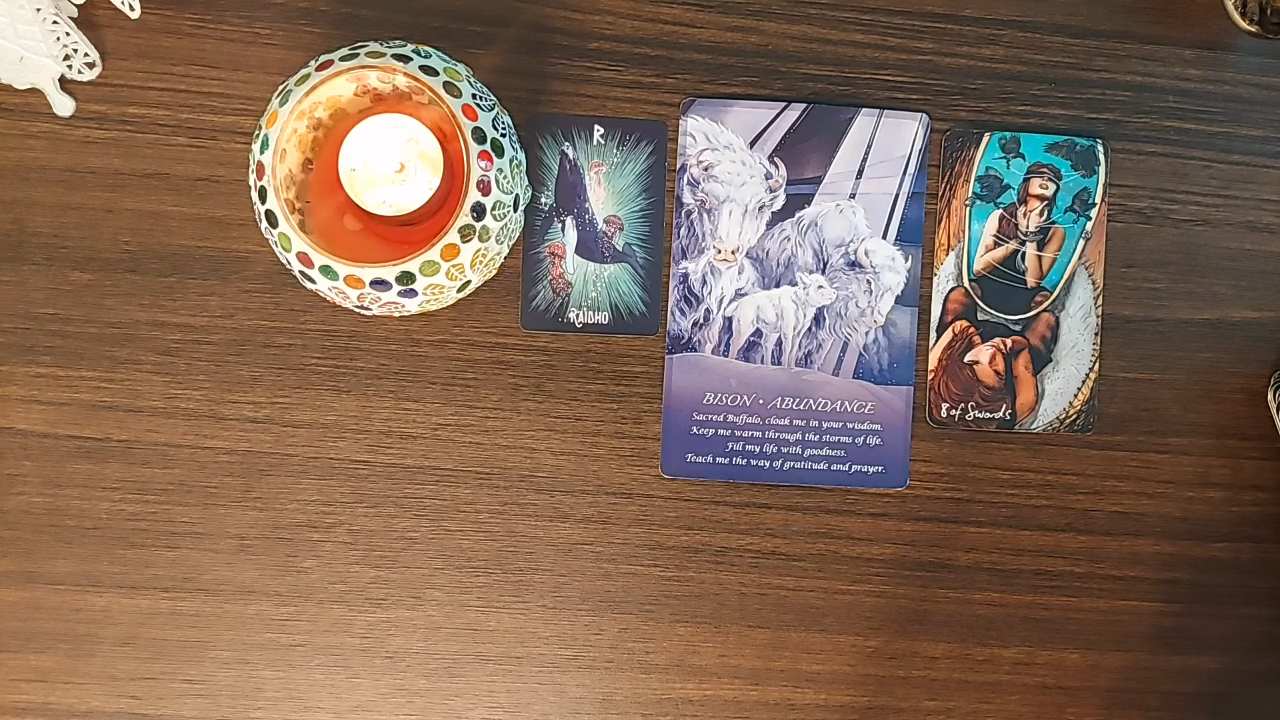 R
RAIDHO
BISON • ABUNDANCE
Sacred Buffalo, cloak me in your wisdom.
Keep me warm through the storms of life.
Fill my life with goodness.
Teach me the way of gratitude and prayer.
8 of Swords